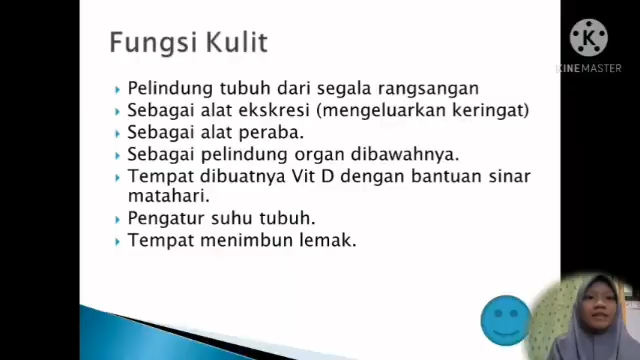 Fungsi Kulit
K
KINEMASTER
Pelindung tubuh dari segala rangsangan
Sebagai alat ekskresi (mengeluarkan keringat)
Sebagai alat peraba.
Sebagai pelindung organ dibawahnya.
Tempat dibuatnya Vit D dengan bantuan sinar
matahari.
Pengatur suhu tubuh.
Tempat menimbun lemak.